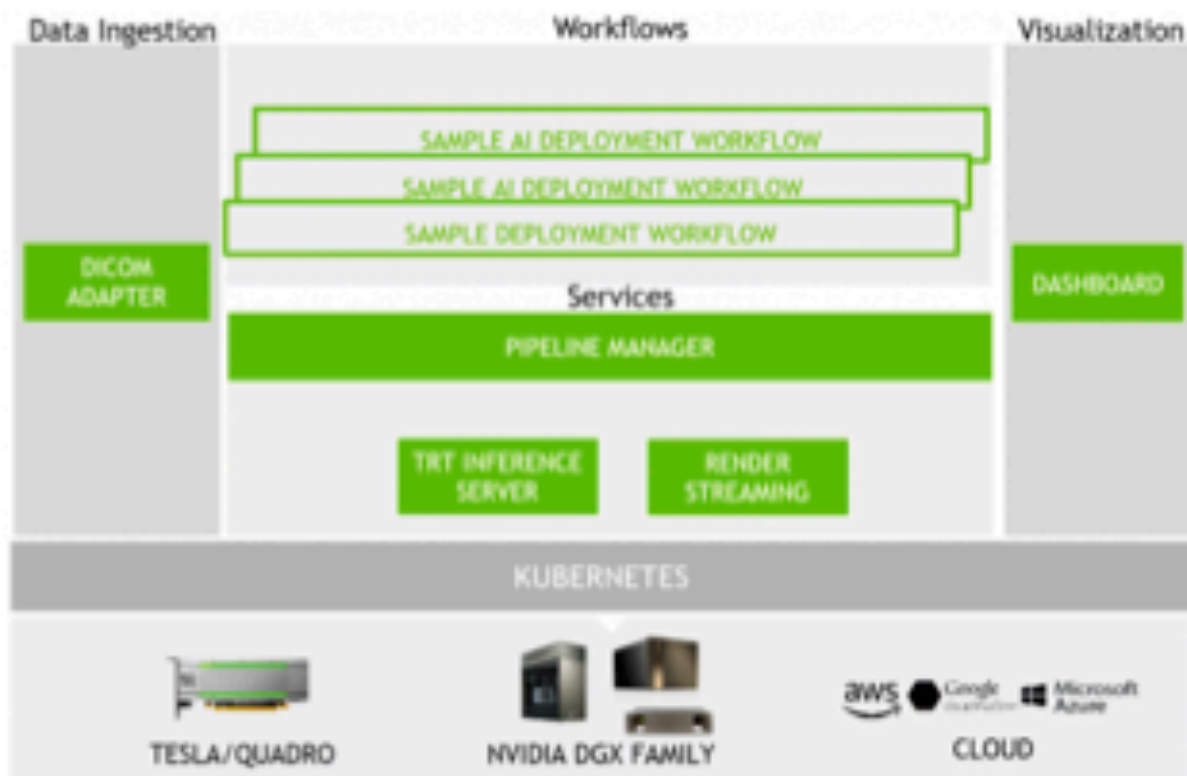 Data Ingestion
Workflows
Visualization
SAMPLE AI DEPLOYMENT WORKFLOW
SAMPLE AI DEPLOYMENT WORKFLOW
SAMPLE DEPLOYMENT WORKFLOW
DICOM
ADAPTER
DASHBOARD
Services
PIPELINE MANAGER
TRT INFERENCE
SERVER
RENDER
STREAMING
KUBERNETES
aws
Google
Microsoft
Azure
TESLA/QUADRO
NVIDIA DGX FAMILY
CLOUD